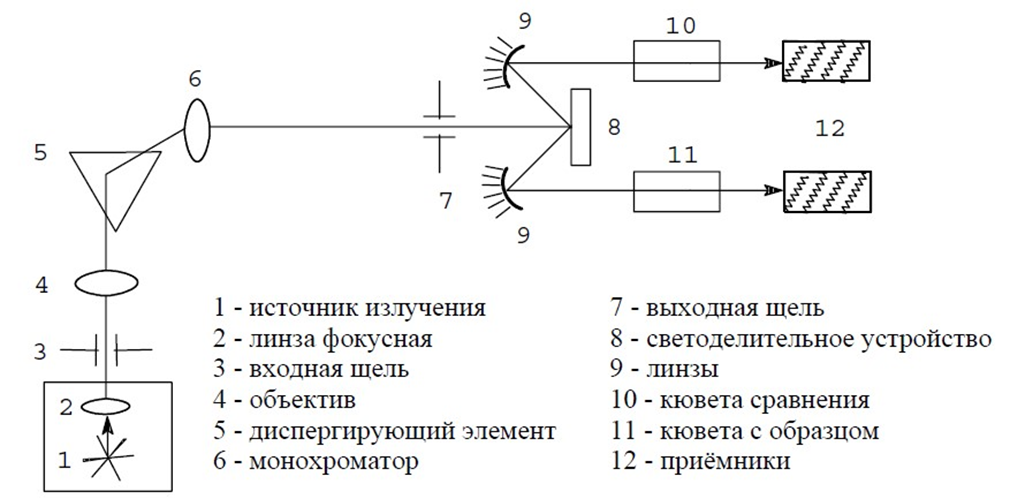 9
10
6
5
8
12
11
7
9
4
3
2
1
1 - источник излучения
2 - линза фокусная
3 - входная щель
4 - объектив
5 - диспергирующий элемент
6 - монохроматор
7 - выходная щель
8 - светоделительное устройство
9 - линзы
10 - кювета сравнения
11 - кювета с образцом
12 - приёмники